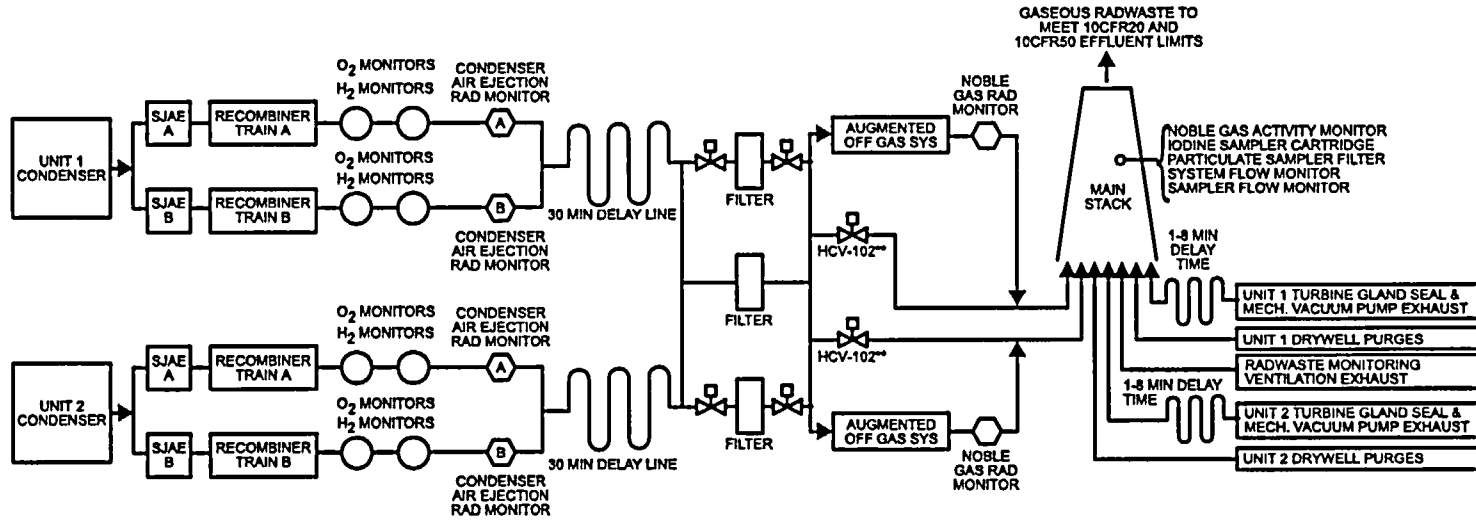 GASEOUS RADWASTE TO
MEET 10CFR20 AND
10CFR50 EFFLUENT LIMITS
O2 MONITORS
H2 MONITORS
CONDENSER
AIR EJECTION
RAD MONITOR
NOBLE
GAS RAD
MONITOR
UNIT 1
CONDENSER
SJAE
A
RECOMBINER
TRAIN A
A
AUGMENTED
OFF GAS SYS
NOBLE GAS ACTIVITY MONITOR
IODINE SAMPLER CARTRIDGE
PARTICULATE SAMPLER FILTER
SYSTEM FLOW MONITOR
SAMPLER FLOW MONITOR
MAIN
STACK
O2 MONITORS
H2 MONITORS
SJAE
B
RECOMBINER
TRAIN B
B
30 MIN DELAY LINE
FILTER
CONDENSER
AIR EJECTION
RAD MONITOR
HCV-102**
1-8 MIN
DELAY
TIME
UNIT 1 TURBINE GLAND SEAL &
MECH. VACUUM PUMP EXHAUST
FILTER
UNIT 1 DRYWELL PURGES
O2 MONITORS
H2 MONITORS
CONDENSER
AIR EJECTION
RAD MONITOR
HCV-102**
RADWASTE MONITORING
VENTILATION EXHAUST
UNIT 2
CONDENSER
SJAE
A
RECOMBINER
TRAIN A
A
1-8 MIN DELAY
TIME
UNIT 2 TURBINE GLAND SEAL &
MECH. VACUUM PUMP EXHAUST
O2 MONITORS
H2 MONITORS
SJAE
B
RECOMBINER
TRAIN B
B
30 MIN DELAY LINE
FILTER
AUGMENTED
OFF GAS SYS
UNIT 2 DRYWELL PURGES
CONDENSER
AIR EJECTION
RAD MONITOR
NOBLE
GAS RAD
MONITOR